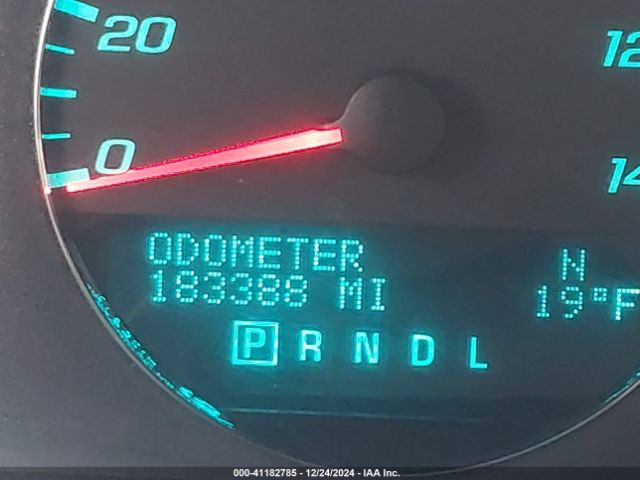 20
12
0
14
ODOMETER
183388 MI
N
19°F
P R N D L
000-41182785 - 12/24/2024 - IAA Inc.